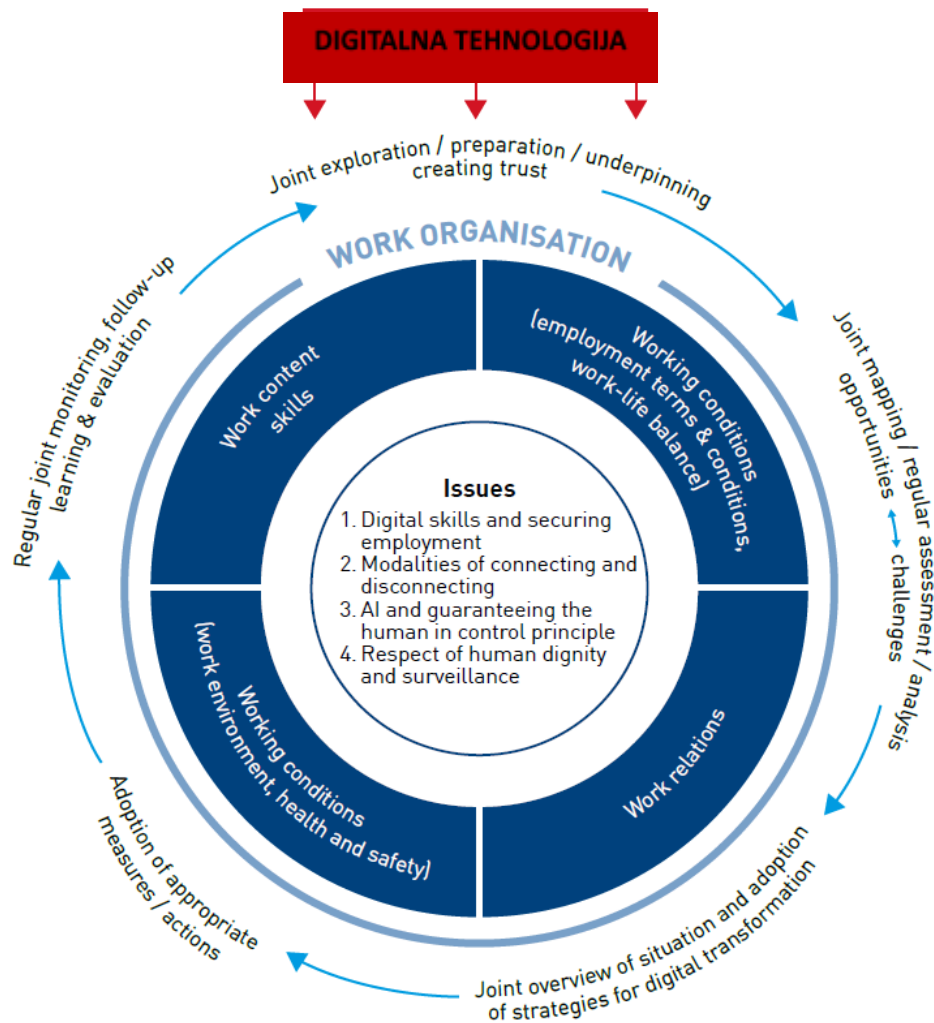 DIGITALNA TEHNOLOGIJA
Joint exploration / preparation / underpinning
creating trust
WORK ORGANISATION
Joint mapping / regular assessment / analysis
opportunities challenges
Joint overview of situation and adoption
of strategies for digital transformation
Adoption of appropriate
measures / actions
Regular joint monitoring, follow-up
learning & evaluation
Work content
skills
Working conditions
(employment terms & conditions,
work-life balance)
Work relations
Working conditions
(work environment, health and safety)
Issues
1. Digital skills and securing
employment
2. Modalities of connecting and
disconnecting
3. AI and guaranteeing the
human in control principle
4. Respect of human dignity
and surveillance